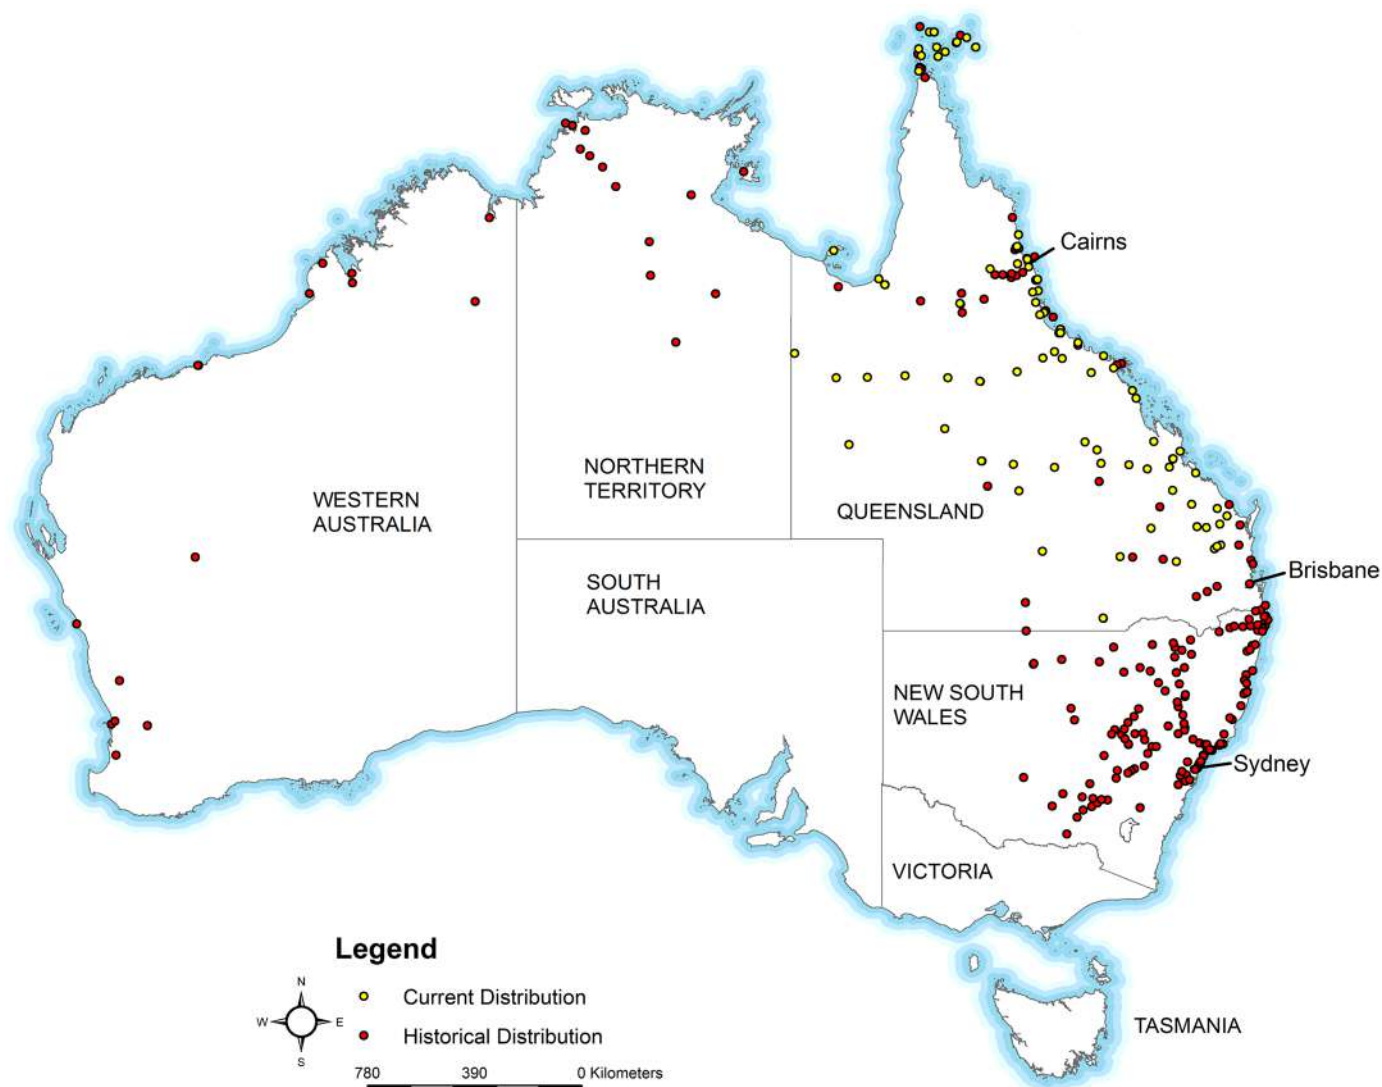 Cairns
NORTHERN
TERRITORY
WESTERN
AUSTRALIA
QUEENSLAND
SOUTH
AUSTRALIA
Brisbane
NEW SOUTH
WALES
Sydney
VICTORIA
Legend
N
W
E
S
Current Distribution
Historical Distribution
TASMANIA
780 390 0 Kilometers